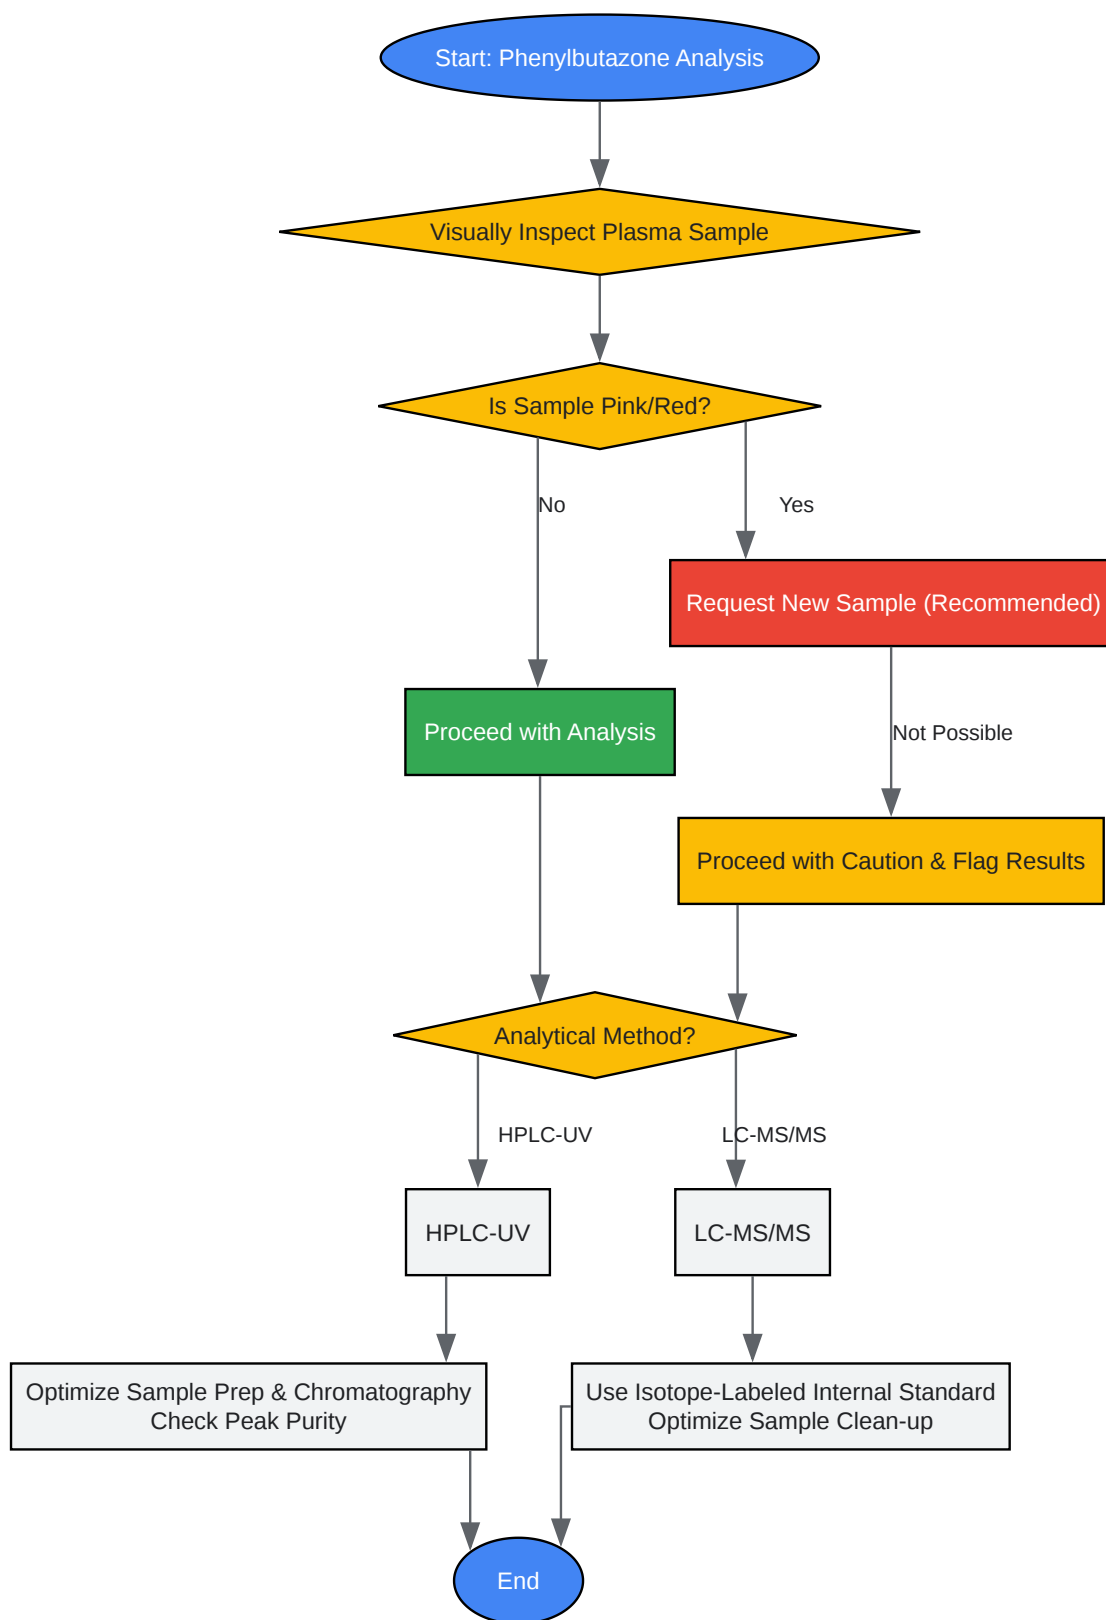 Start: Phenylbutazone Analysis
Visually Inspect Plasma Sample
Is Sample Pink/Red?
No
Yes
Request New Sample (Recommended)
Proceed with Analysis
Not Possible
Proceed with Caution & Flag Results
Analytical Method?
HPLC-UV
LC-MS/MS
HPLC-UV
LC-MS/MS
Optimize Sample Prep & Chromatography
Check Peak Purity
Use Isotope-Labeled Internal Standard
Optimize Sample Clean-up
End